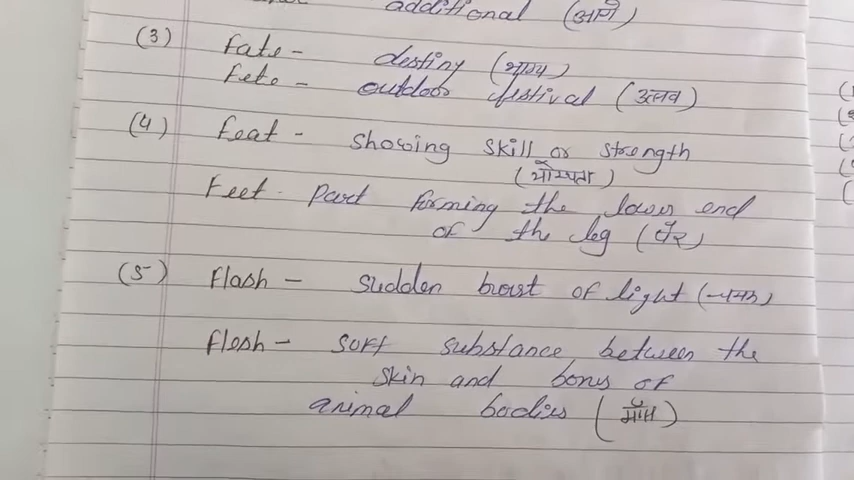 additional (आगे)
(3) Fate - destiny (भाग्य)
Fete - outdoor festival (उत्सव)
(4) Feat - Showing skill or strength
(योग्यता)
Feet - Part forming the lower end
of the leg (पैर)
(5) Flash - Sudden burst of light (चमक)
Flesh - Soft substance between the
skin and bones of
animal bodies (माँस)